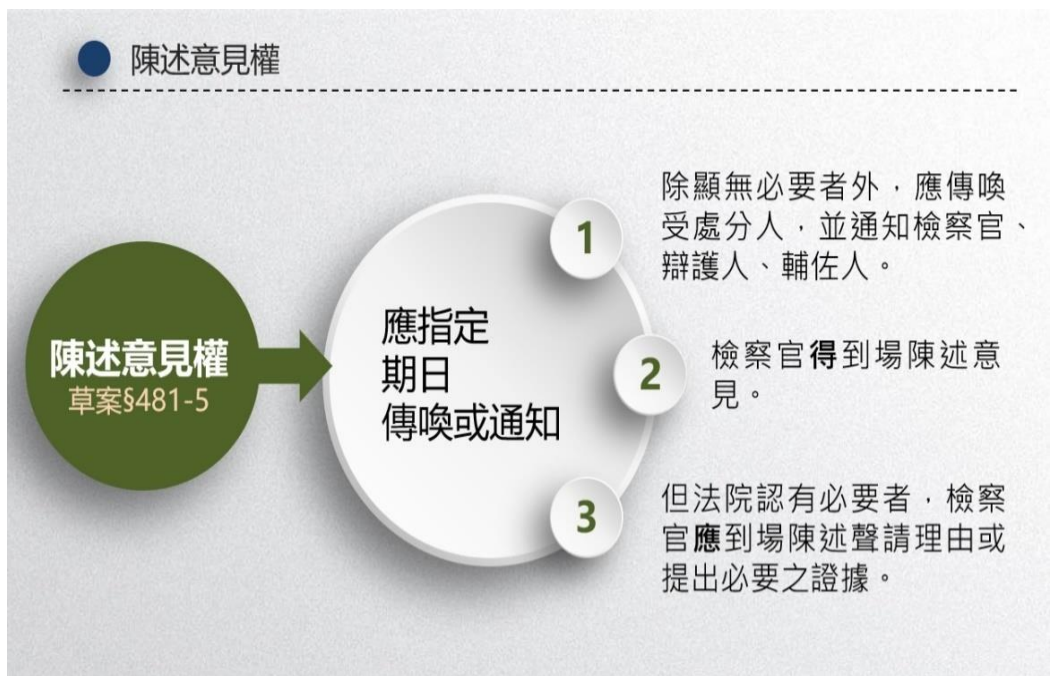 陳述意見權
陳述意見權
草案§481-5
應指定
期日
傳喚或通知
1
除顯無必要者外，應傳喚
受處分人，並通知檢察官、
辯護人、輔佐人。
2
檢察官得到場陳述意
見。
3
但法院認有必要者，檢察
官應到場陳述聲請理由或
提出必要之證據。